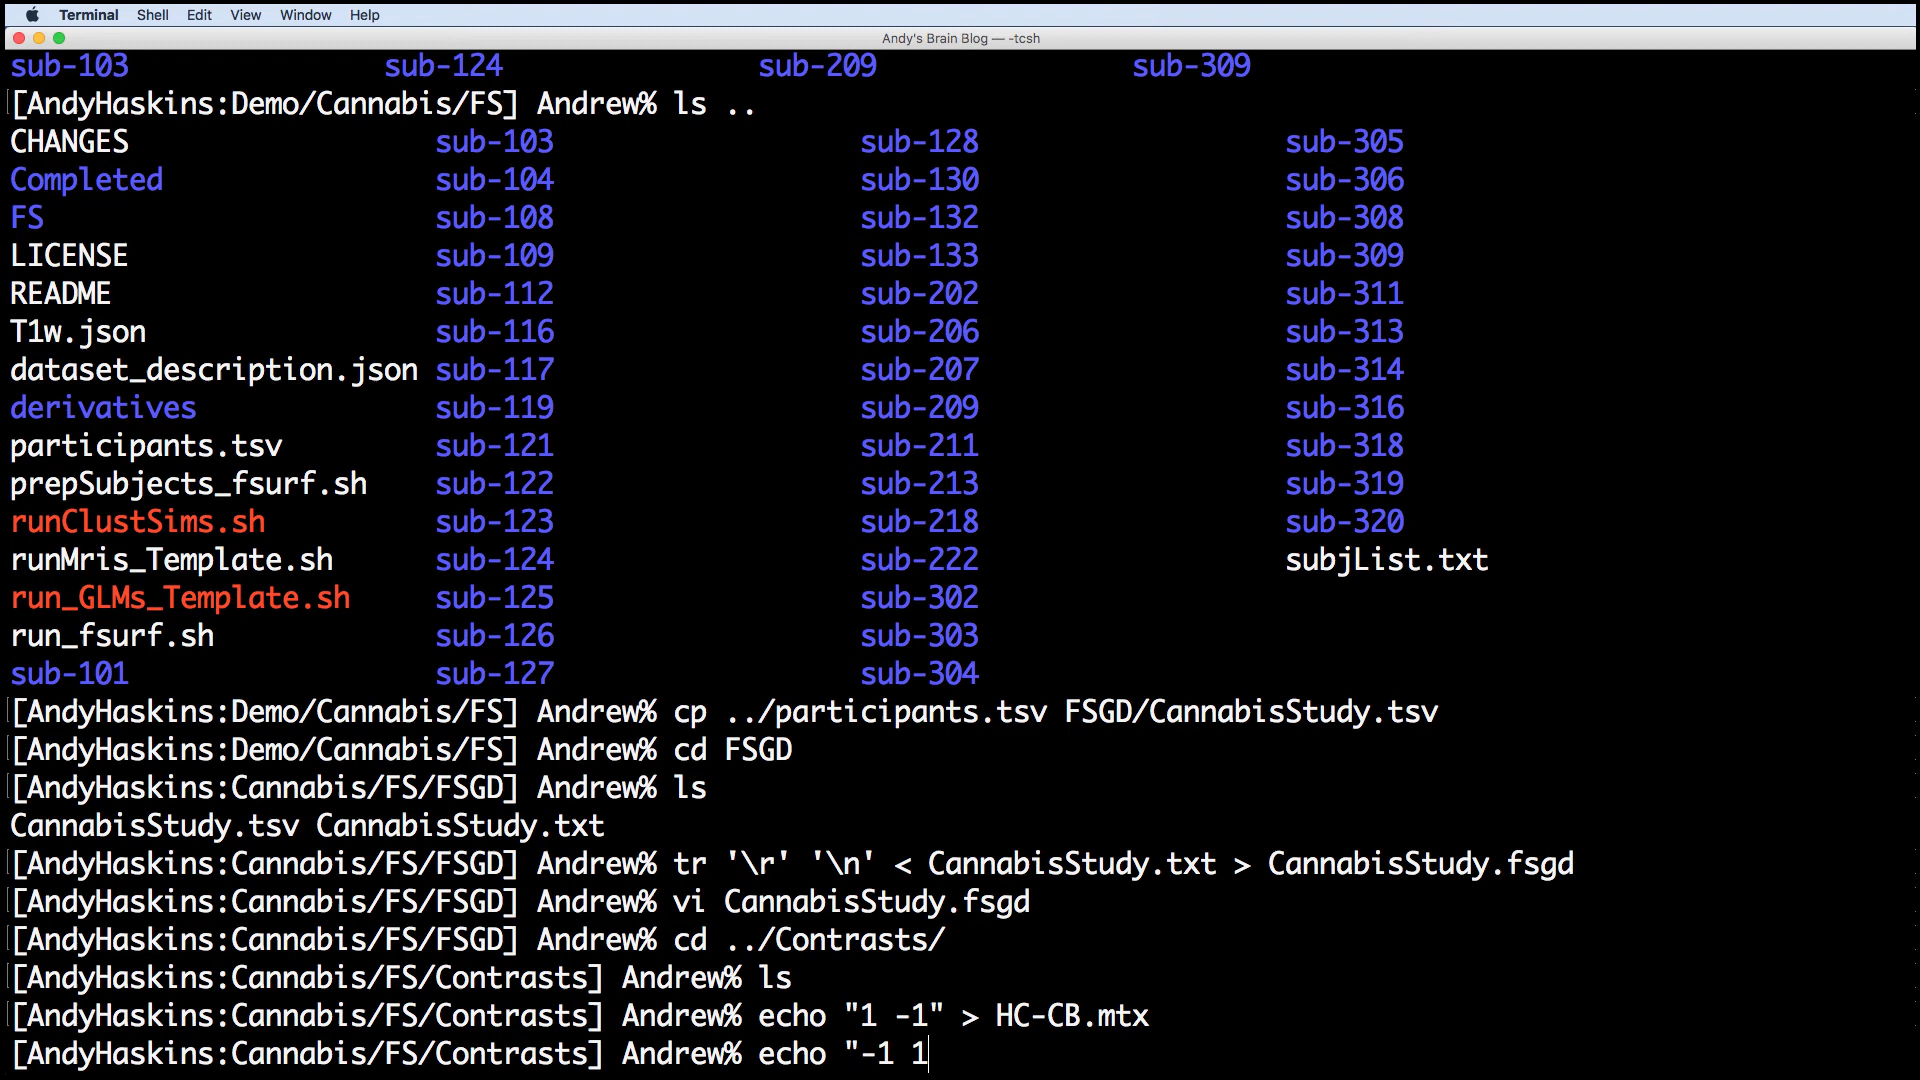 Terminal Shell Edit View Window Help
Andy's Brain Blog — -tcsh
sub-103 sub-124 sub-209 sub-309
[AndyHaskins:Demo/Cannabis/FS] Andrew% ls ..
CHANGES sub-103 sub-128 sub-305
Completed sub-104 sub-130 sub-306
FS sub-108 sub-132 sub-308
LICENSE sub-109 sub-133 sub-309
README sub-112 sub-202 sub-311
T1w.json sub-116 sub-206 sub-313
dataset_description.json sub-117 sub-207 sub-314
derivatives sub-119 sub-209 sub-316
participants.tsv sub-121 sub-211 sub-318
prepSubjects_fsurf.sh sub-122 sub-213 sub-319
runClustSims.sh sub-123 sub-218 sub-320
runMris_Template.sh sub-124 sub-222 subjList.txt
run_GLMs_Template.sh sub-125 sub-302
run_fsurf.sh sub-126 sub-303
sub-101 sub-127 sub-304
[AndyHaskins:Demo/Cannabis/FS] Andrew% cp ../participants.tsv FSGD/CannabisStudy.tsv
[AndyHaskins:Demo/Cannabis/FS] Andrew% cd FSGD
[AndyHaskins:Cannabis/FS/FSGD] Andrew% ls
CannabisStudy.tsv CannabisStudy.txt
[AndyHaskins:Cannabis/FS/FSGD] Andrew% tr '\r' '\n' < CannabisStudy.txt > CannabisStudy.fsgd
[AndyHaskins:Cannabis/FS/FSGD] Andrew% vi CannabisStudy.fsgd
[AndyHaskins:Cannabis/FS/FSGD] Andrew% cd ../Contrasts/
[AndyHaskins:Cannabis/FS/Contrasts] Andrew% ls
[AndyHaskins:Cannabis/FS/Contrasts] Andrew% echo "1 -1" > HC-CB.mtx
[AndyHaskins:Cannabis/FS/Contrasts] Andrew% echo "-1 1